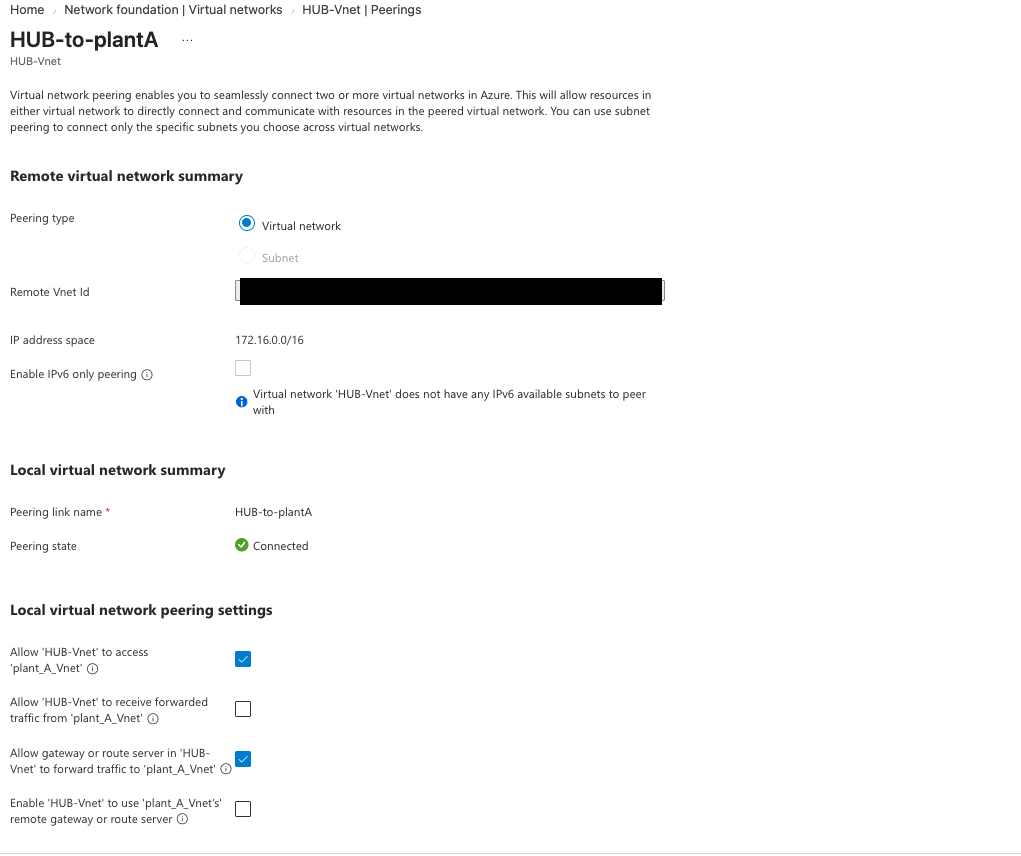 Home > Network foundation | Virtual networks > HUB-Vnet | Peerings
HUB-to-plantA ...
HUB-Vnet
Virtual network peering enables you to seamlessly connect two or more virtual networks in Azure. This will allow resources in
either virtual network to directly connect and communicate with resources in the peered virtual network. You can use subnet
peering to connect only the specific subnets you choose across virtual networks.
Remote virtual network summary
Peering type
Virtual network
Subnet
Remote Vnet Id
IP address space 172.16.0.0/16
Enable IPv6 only peering
Virtual network 'HUB-Vnet' does not have any IPv6 available subnets to peer
with
Local virtual network summary
Peering link name * HUB-to-plantA
Peering state Connected
Local virtual network peering settings
Allow 'HUB-Vnet' to access
'plant_A_Vnet'
Allow 'HUB-Vnet' to receive forwarded
traffic from 'plant_A_Vnet'
Allow gateway or route server in 'HUB-
Vnet' to forward traffic to 'plant_A_Vnet'
Enable 'HUB-Vnet' to use 'plant_A_Vnet's'
remote gateway or route server